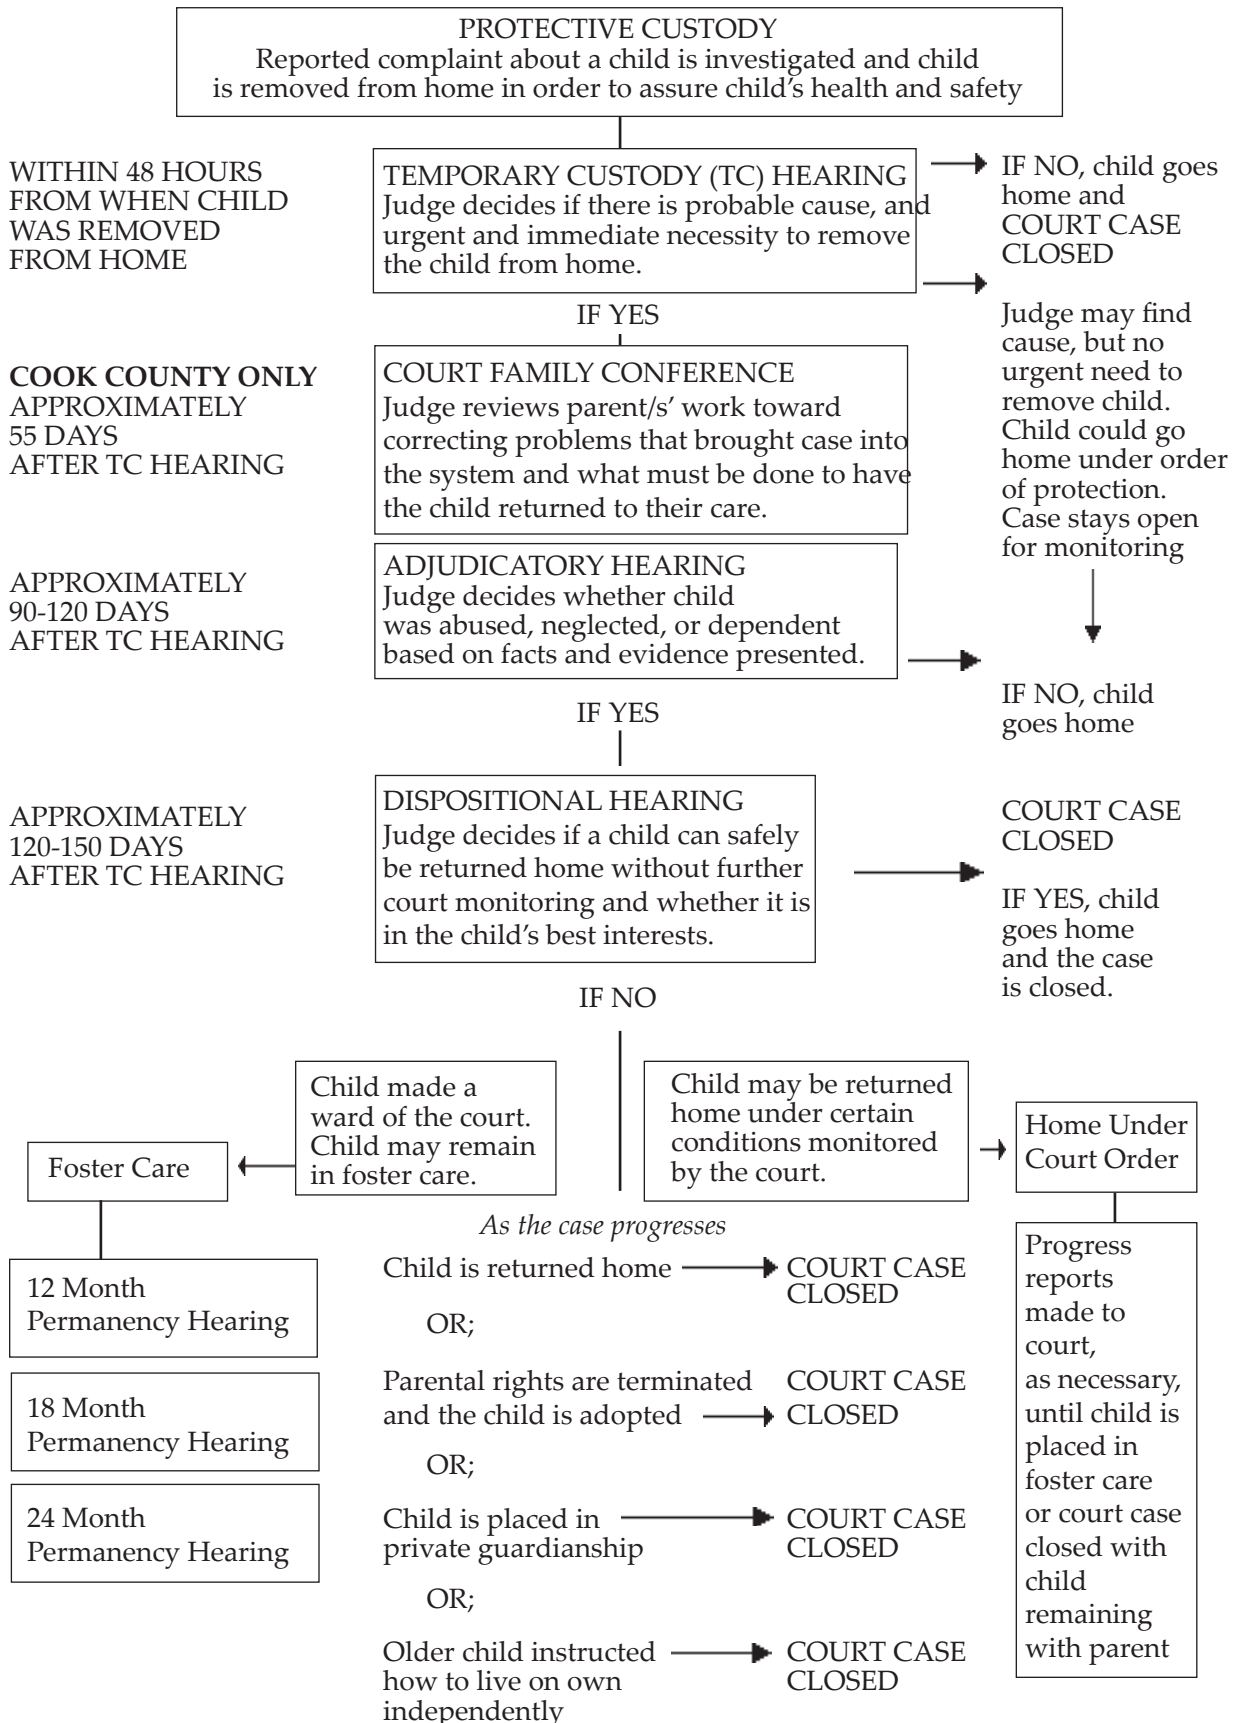 PROTECTIVE CUSTODY
Reported complaint about a child is investigated and child
is removed from home in order to assure child's health and safety
WITHIN 48 HOURS
FROM WHEN CHILD
WAS REMOVED
FROM HOME
TEMPORARY CUSTODY (TC) HEARING
Judge decides if there is probable cause, and
urgent and immediate necessity to remove
the child from home.
IF NO, child goes
home and
COURT CASE
CLOSED
Judge may find
cause, but no
urgent need to
remove child.
Child could go
home under order
of protection.
Case stays open
for monitoring
IF YES
COOK COUNTY ONLY
APPROXIMATELY
55 DAYS
AFTER TC HEARING
COURT FAMILY CONFERENCE
Judge reviews parent/s' work toward
correcting problems that brought case into
the system and what must be done to have
the child returned to their care.
APPROXIMATELY
90-120 DAYS
AFTER TC HEARING
ADJUDICATORY HEARING
Judge decides whether child
was abused, neglected, or dependent
based on facts and evidence presented.
IF NO, child
goes home
IF YES
APPROXIMATELY
120-150 DAYS
AFTER TC HEARING
DISPOSITIONAL HEARING
Judge decides if a child can safely
be returned home without further
court monitoring and whether it is
in the child's best interests.
COURT CASE
CLOSED
IF YES, child
goes home
and the case
is closed.
IF NO
Child made a
ward of the court.
Child may remain
in foster care.
Child may be returned
home under certain
conditions monitored
by the court.
Foster Care
Home Under
Court Order
12 Month
Permanency Hearing
18 Month
Permanency Hearing
24 Month
Permanency Hearing
As the case progresses
Child is returned home
COURT CASE
CLOSED
OR;
Parental rights are terminated
and the child is adopted
COURT CASE
CLOSED
OR;
Child is placed in
private guardianship
COURT CASE
CLOSED
OR;
Older child instructed
how to live on own
independently
COURT CASE
CLOSED
Progress
reports
made to
court,
as necessary,
until child is
placed in
foster care
or court case
closed with
child
remaining
with parent